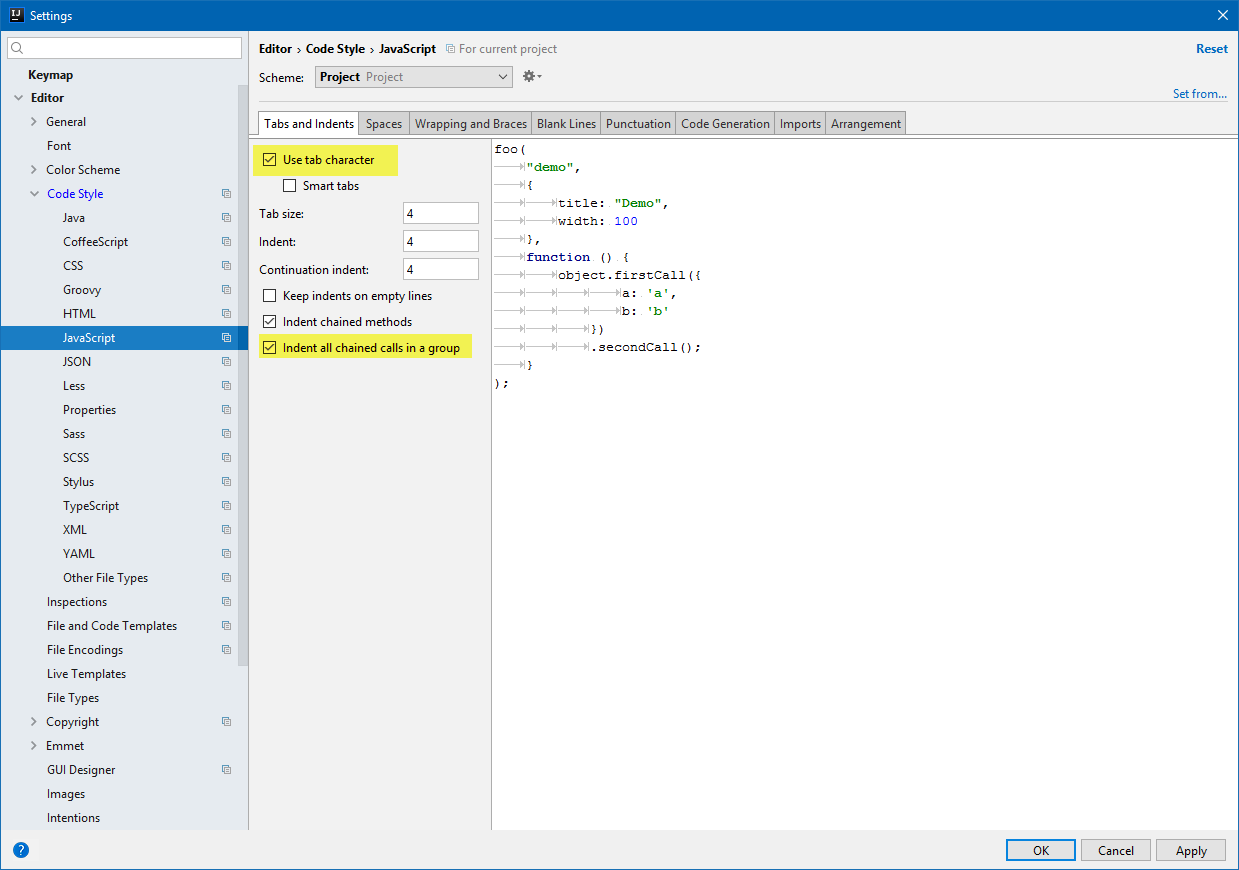 IJ Settings
Editor › Code Style › JavaScript For current project Reset
Scheme: Project Project
Set from...
Keymap
Editor
General
Font
Color Scheme
Code Style
Java
CoffeeScript
CSS
Groovy
HTML
JavaScript
JSON
Less
Properties
Sass
SCSS
Stylus
TypeScript
XML
YAML
Other File Types
Inspections
File and Code Templates
File Encodings
Live Templates
File Types
Copyright
Emmet
GUI Designer
Images
Intentions
Tabs and Indents Spaces Wrapping and Braces Blank Lines Punctuation Code Generation Imports Arrangement
Use tab character
Smart tabs
Tab size: 4
Indent: 4
Continuation indent: 4
Keep indents on empty lines
Indent chained methods
Indent all chained calls in a group
foo(
"demo",
{
title: "Demo",
width: 100
},
function () {
object.firstCall({
a: 'a',
b: 'b'
})
.secondCall();
}
);
? OK Cancel Apply